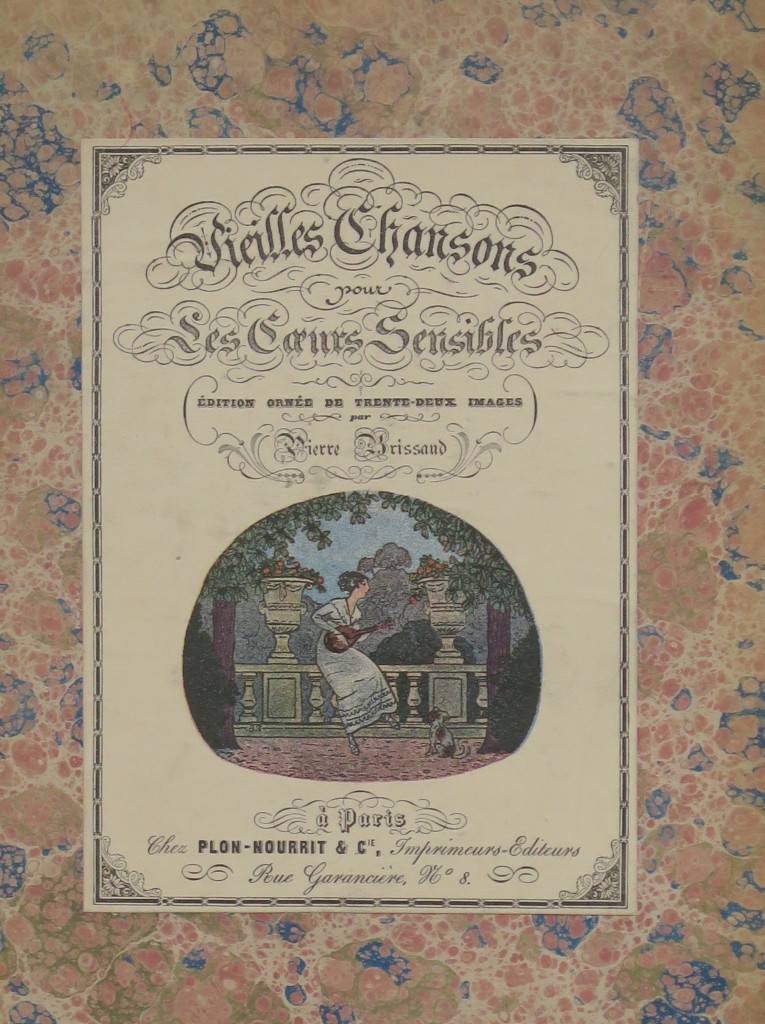 Vieilles Chansons
pour
Les Cœurs Sensibles
ÉDITION ORNÉE DE TRENTE-DEUX IMAGES
par
Pierre Brissaud
à Paris
Chez PLON-NOURRIT & CIE, Imprimeurs-Editeurs
Rue Garancière, No 8.